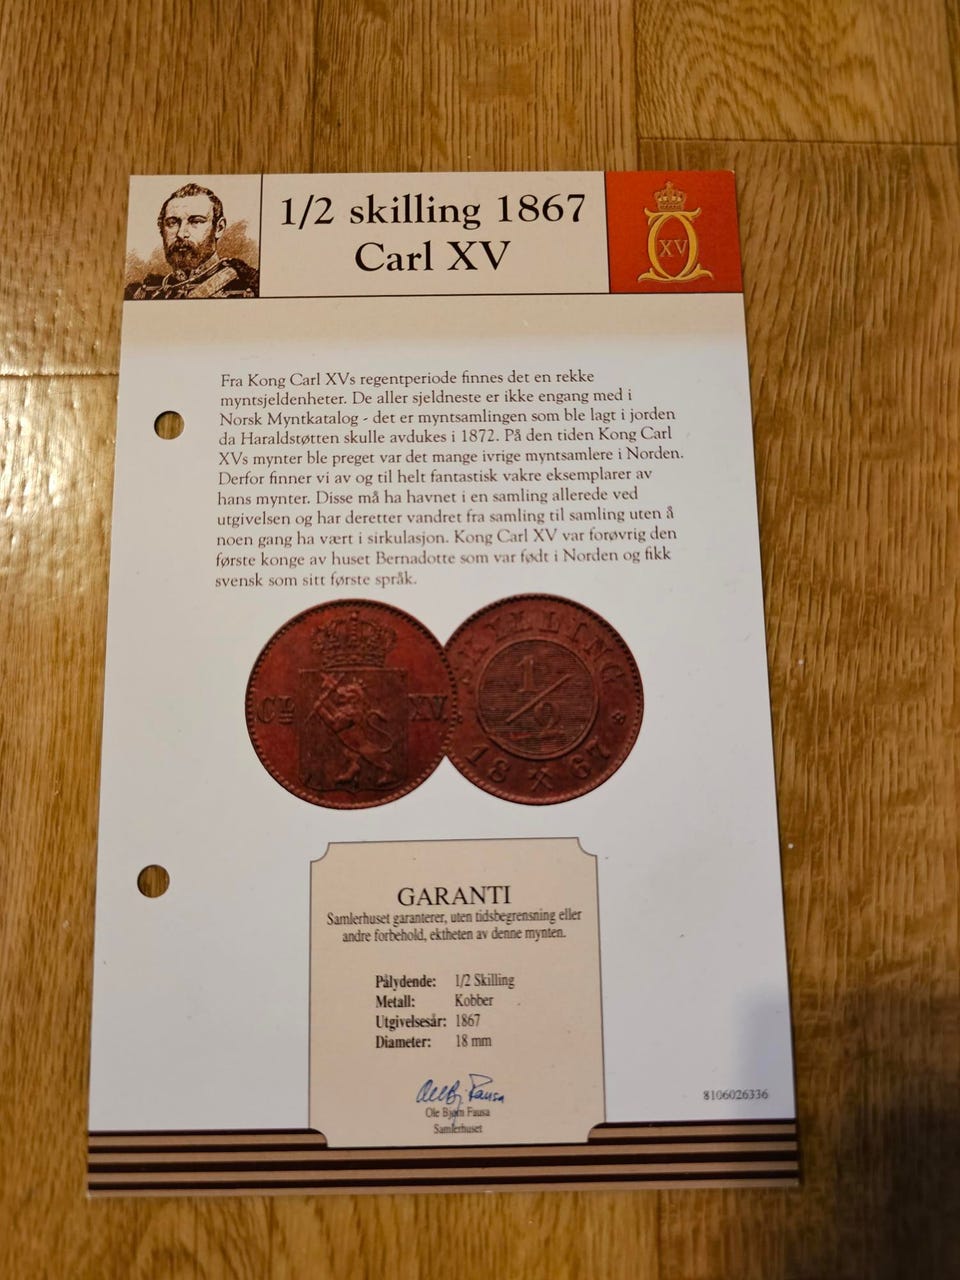 1/2 skilling 1867
Carl XV
XV
Fra Kong Carl XVs regentperiode finnes det en rekke
myntsjeldenheter. De aller sjeldneste er ikke engang med i
Norsk Myntkatalog - det er myntsamlingen som ble lagt i jorden
da Haraldstøtten skulle avdukes i 1872. På den tiden Kong Carl
XVs mynter ble preget var det mange ivrige myntsamlere i Norden.
Derfor finner vi av og til helt fantastisk vakre eksemplarer av
hans mynter. Disse må ha havnet i en samling allerede ved
utgivelsen og har deretter vandret fra samling til samling uten å
noen gang ha vært i sirkulasjon. Kong Carl XV var forøvrig den
første konge av huset Bernadotte som var født i Norden og fikk
svensk som sitt første språk.
CL XV.
SKILLING
1/2
1867
GARANTI
Samlerhuset garanterer, uten tidsbegrensning eller
andre forbehold, ektheten av denne mynten.
Pålydende: 1/2 Skilling
Metall: Kobber
Utgivelsesår: 1867
Diameter: 18 mm
Ole Bjørn Fausa
Samlerhuset
8106026336